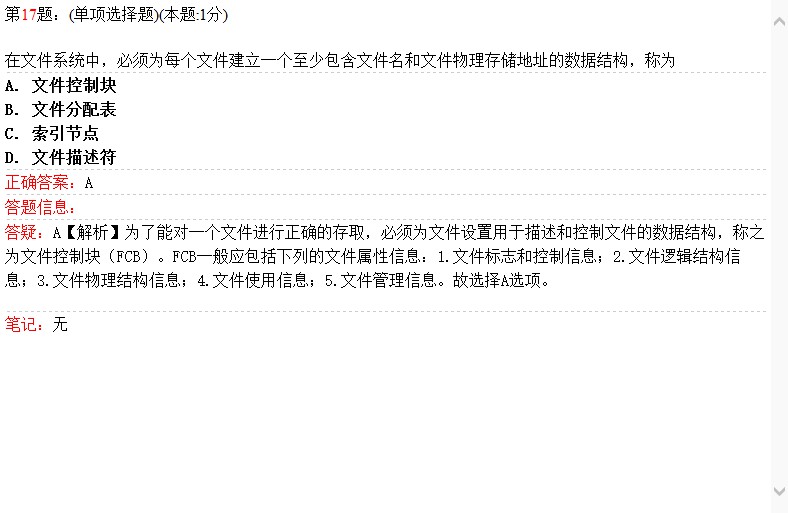 第17题：(单项选择题)(本题:1分)
在文件系统中，必须为每个文件建立一个至少包含文件名和文件物理存储地址的数据结构，称为
A. 文件控制块
B. 文件分配表
C. 索引节点
D. 文件描述符
正确答案：A
答题信息：
答疑：A【解析】为了能对一个文件进行正确的存取，必须为文件设置用于描述和控制文件的数据结构，称之
为文件控制块（FCB）。FCB一般应包括下列的文件属性信息：1.文件标志和控制信息；2.文件逻辑结构信
息；3.文件物理结构信息；4.文件使用信息；5.文件管理信息。故选择A选项。
笔记：无